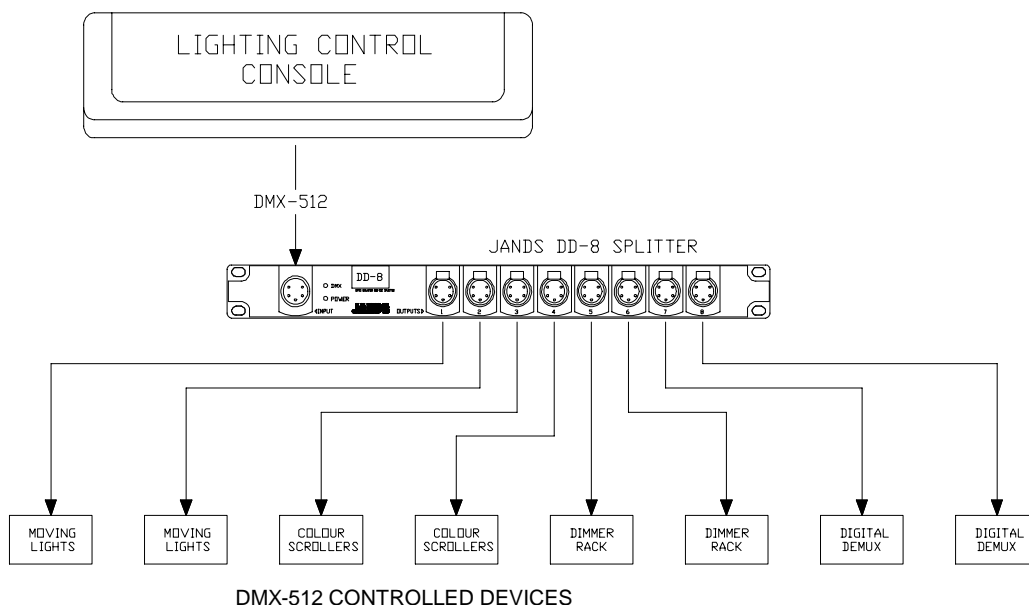 LIGHTING CONTROL
CONSOLE
DMX-512
JANDS DD-8 SPLITTER
DD-8
DMX
POWER
INPUT
JANDS
OUTPUTS
1 2 3 4 5 6 7 8
MOVING
LIGHTS
MOVING
LIGHTS
COLOUR
SCROLLERS
COLOUR
SCROLLERS
DIMMER
RACK
DIMMER
RACK
DIGITAL
DEMUX
DIGITAL
DEMUX
DMX-512 CONTROLLED DEVICES